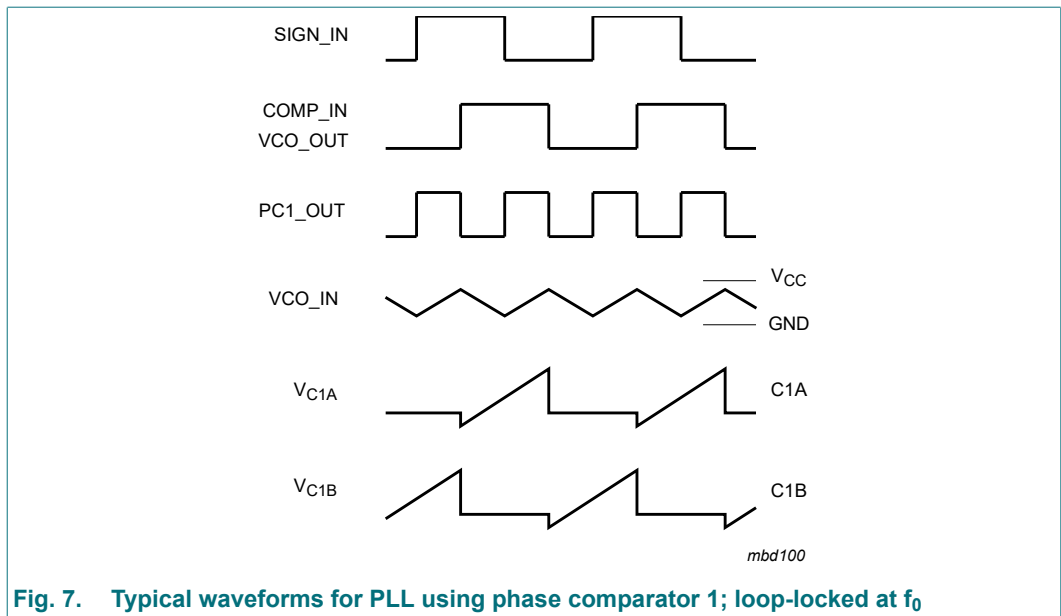 SIGN_IN
COMP_IN
VCO_OUT
PC1_OUT
VCO_IN
VCC
GND
VC1A
C1A
VC1B
C1B
mbd100
Fig. 7. Typical waveforms for PLL using phase comparator 1; loop-locked at f0